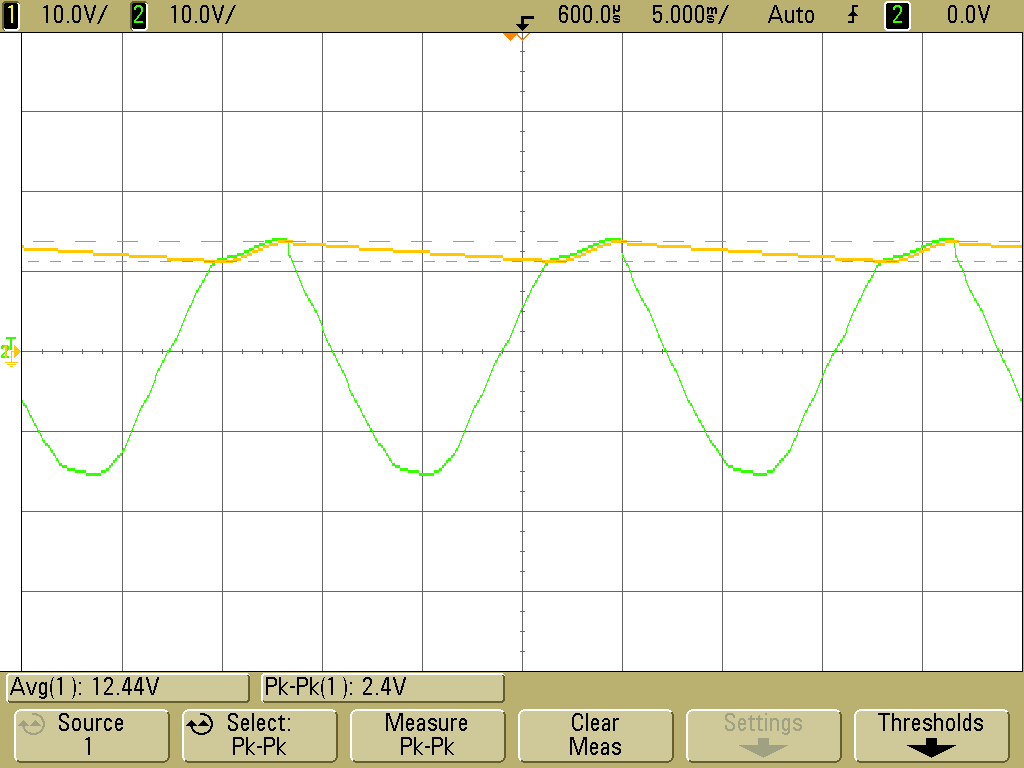 1 10.0V/ 2 10.0V/ 600.0µs 5.000ms/ Auto 2 0.0V
T
2
Avg(1): 12.44V Pk-Pk(1): 2.4V
Source Select: Measure Clear Settings Thresholds
1 Pk-Pk Pk-Pk Meas